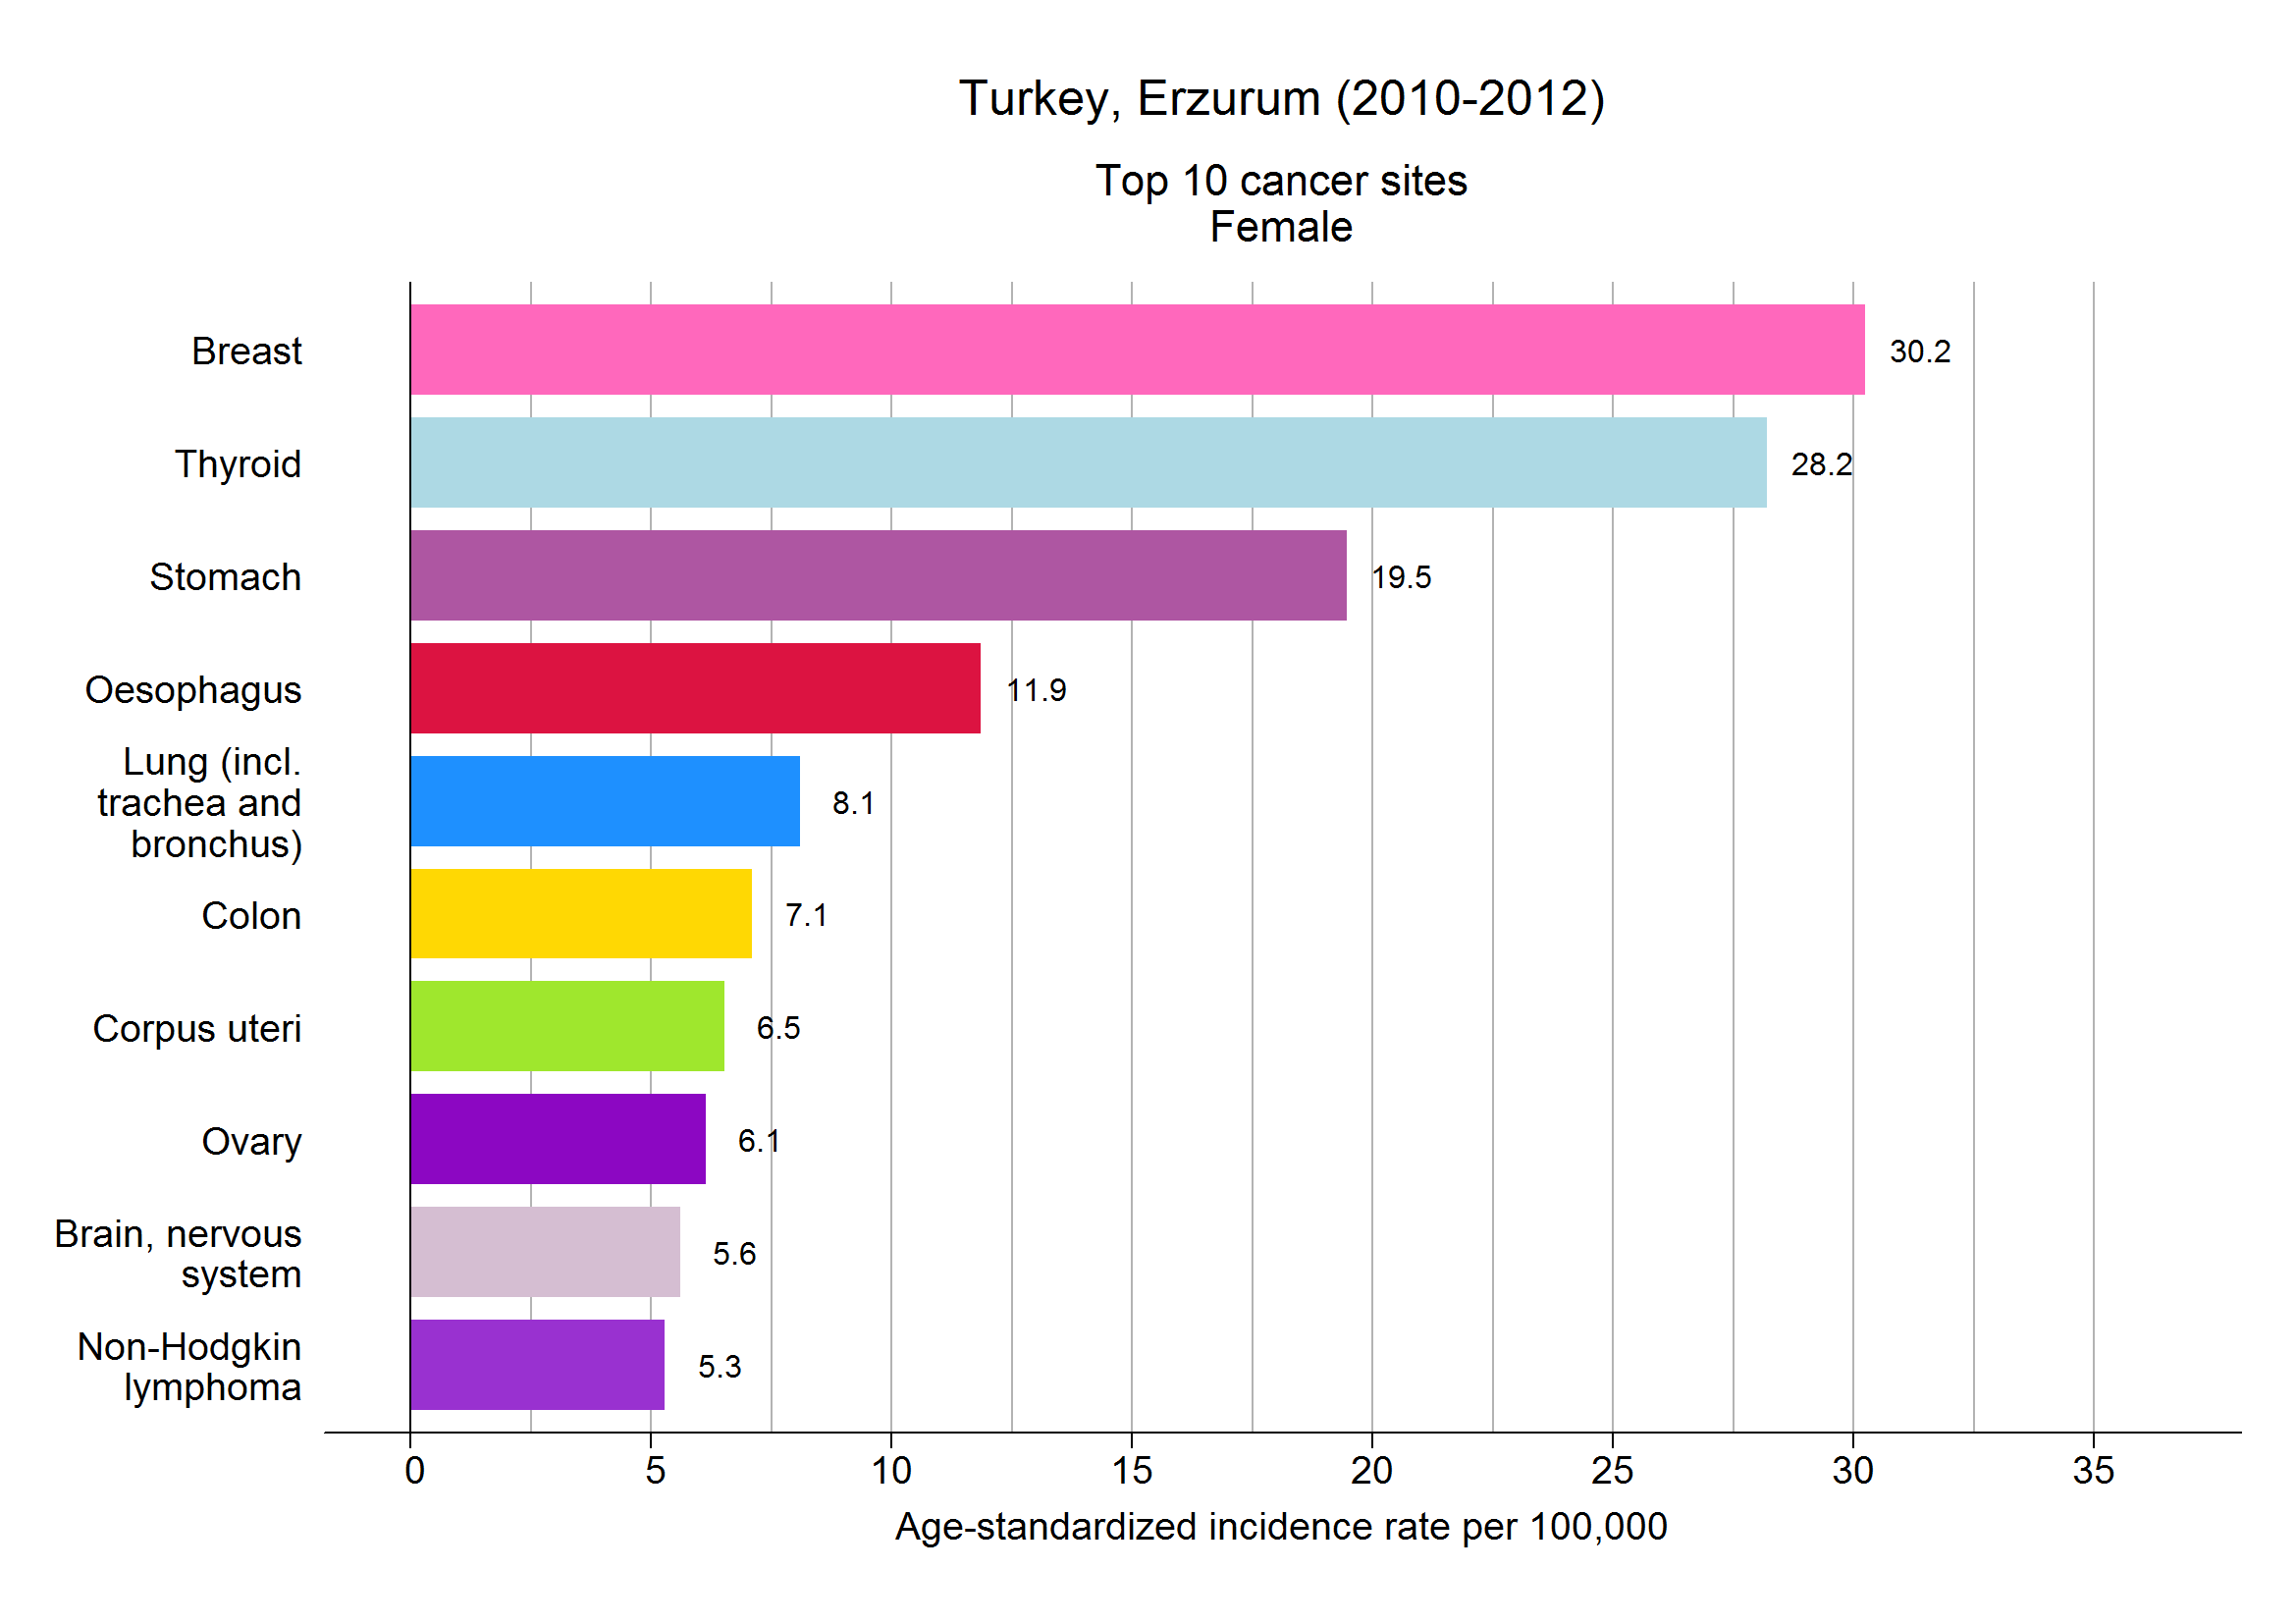 Turkey, Erzurum (2010-2012)
Top 10 cancer sites
Female
Breast
30.2
Thyroid
28.2
Stomach
19.5
Oesophagus
11.9
Lung (incl.
trachea and
bronchus)
8.1
Colon
7.1
Corpus uteri
6.5
Ovary
6.1
Brain, nervous
system
5.6
Non-Hodgkin
lymphoma
5.3
0 5 10 15 20 25 30 35
Age-standardized incidence rate per 100,000